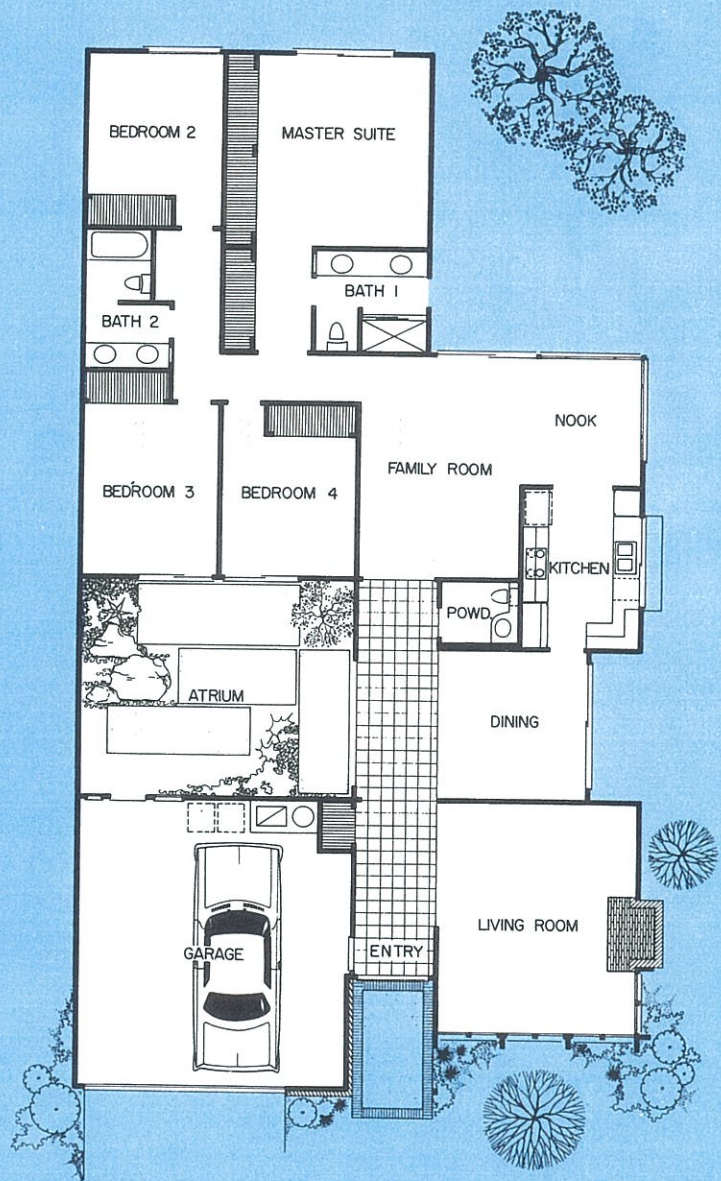 BEDROOM 2
MASTER SUITE
BATH 1
BATH 2
NOOK
FAMILY ROOM
BEDROOM 3
BEDROOM 4
KITCHEN
POWD.
ATRIUM
DINING
LIVING ROOM
ENTRY
GARAGE